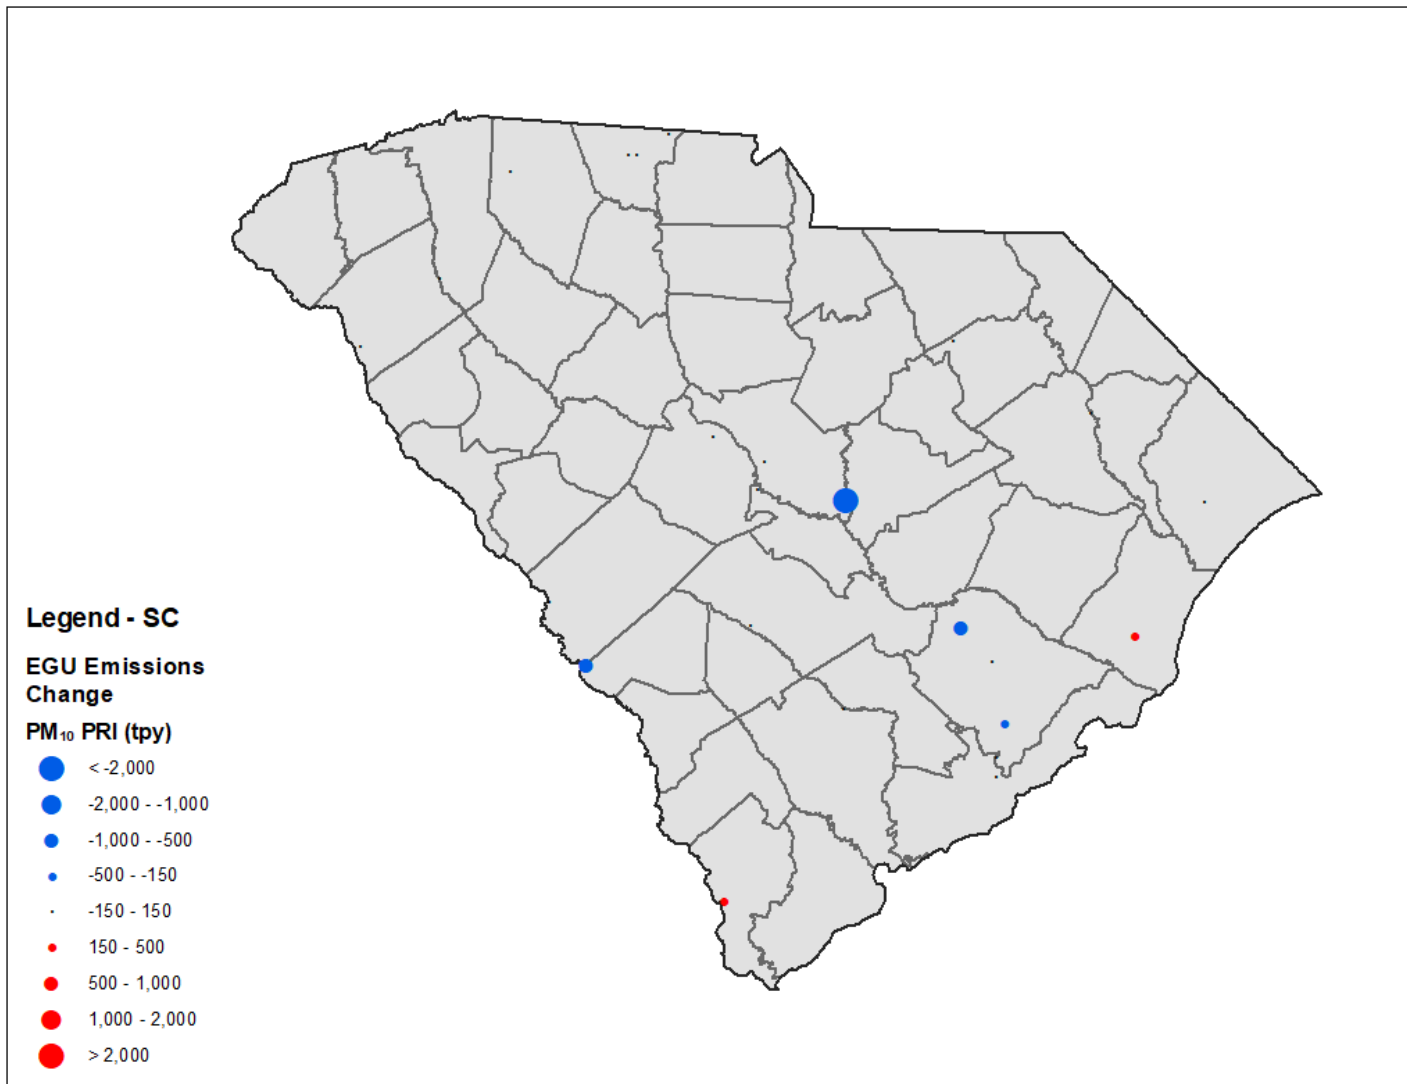 Legend - SC
EGU Emissions
Change
PM₁₀ PRI (tpy)
< -2,000
-2,000 - -1,000
-1,000 - -500
-500 - -150
-150 - 150
150 - 500
500 - 1,000
1,000 - 2,000
> 2,000